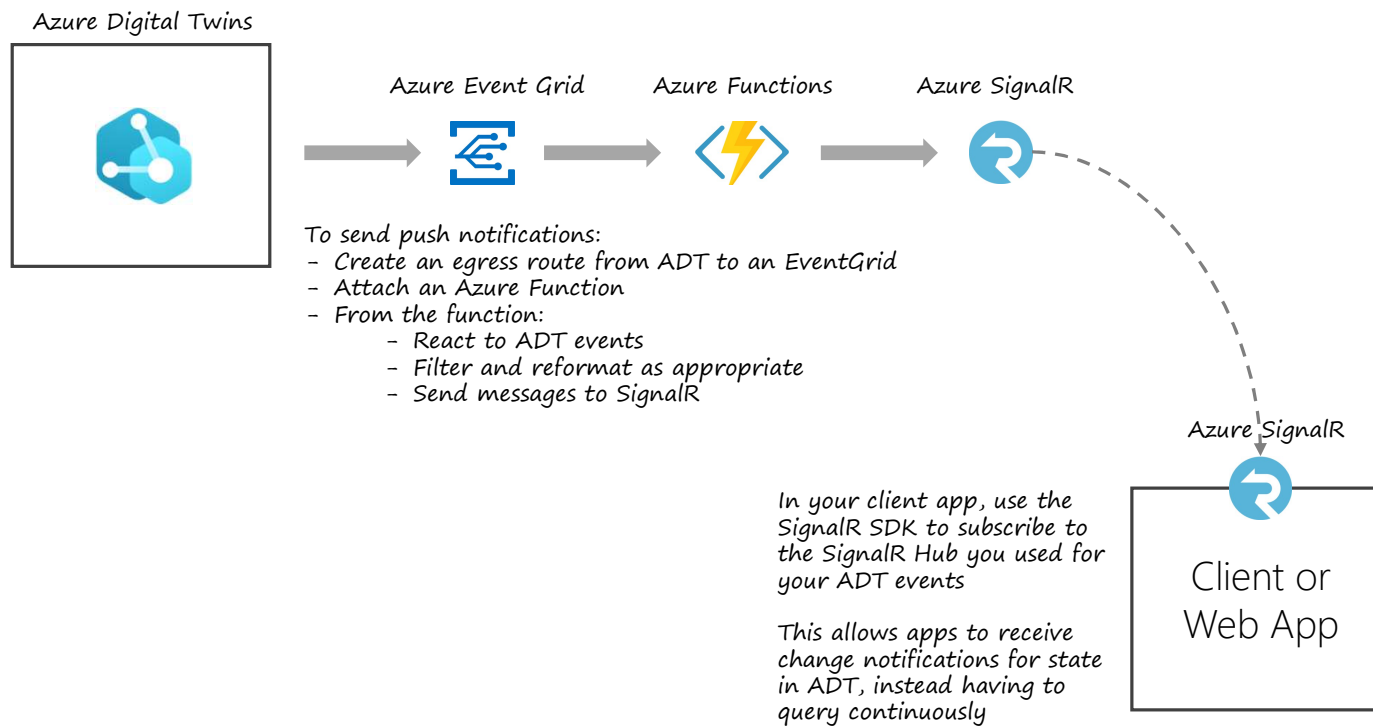 Azure Digital Twins
Azure Event Grid
Azure Functions
Azure SignalR
To send push notifications:
- Create an egress route from ADT to an EventGrid
- Attach an Azure Function
- From the function:
- React to ADT events
- Filter and reformat as appropriate
- Send messages to SignalR
Azure SignalR
In your client app, use the
SignalR SDK to subscribe to
the SignalR Hub you used for
your ADT events
This allows apps to receive
change notifications for state
in ADT, instead having to
query continuously
Client or
Web App